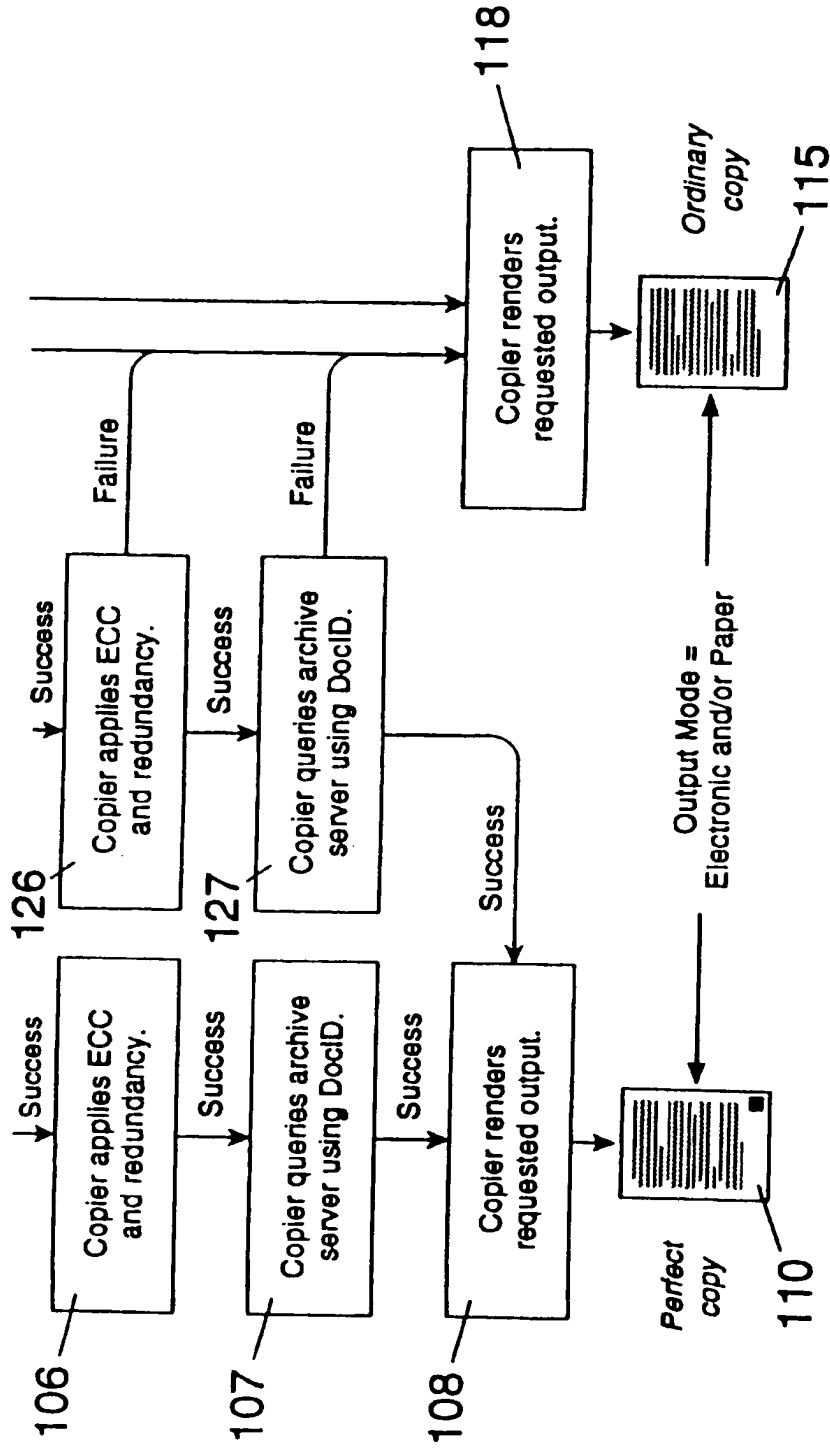 Success
106
Copier applies ECC
and redundancy.
Success
126
Copier applies ECC
and redundancy.
Failure
Success
107
Copier queries archive
server using DocID.
Success
127
Copier queries archive
server using DocID.
Failure
Success
108
Copier renders
requested output.
118
Copier renders
requested output.
Success
Perfect
copy
110
Output Mode =
Electronic and/or Paper
Ordinary
copy
115